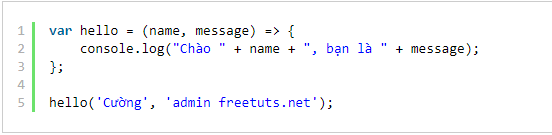 1 var hello = (name, message) => {
2 console.log("Chào " + name + ", bạn là " + message);
3 };
4
5 hello('Cường', 'admin freetuts.net');